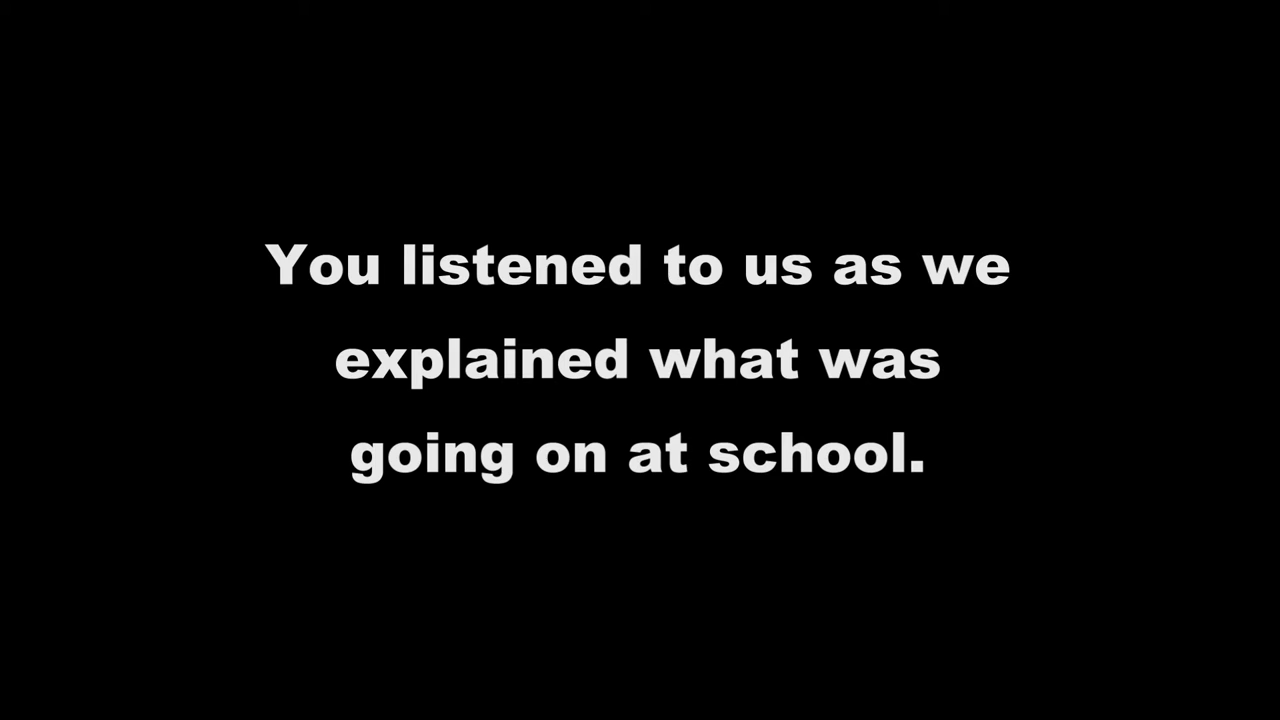 You listened to us as we
explained what was
going on at school.